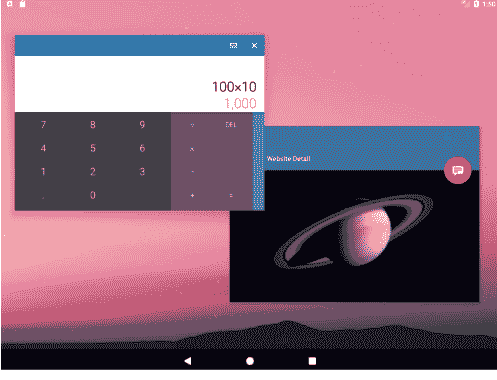 1:50
100×10
1,000
7 8 9 ÷ DEL
4 5 6 ×
1 2 3 -
. 0 + =
Website Detail